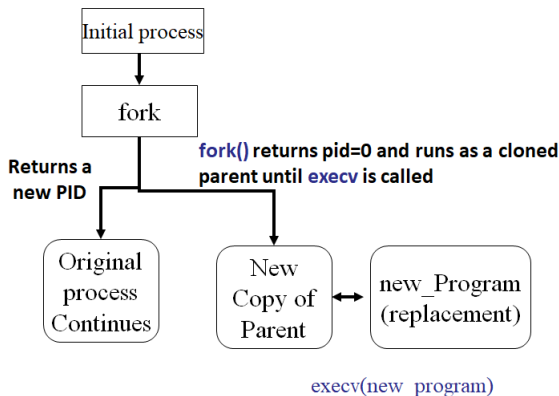 Initial process
fork
Returns a
new PID
fork() returns pid=0 and runs as a cloned
parent until execv is called
Original
process
Continues
New
Copy of
Parent
new_Program
(replacement)
execv(new_program)